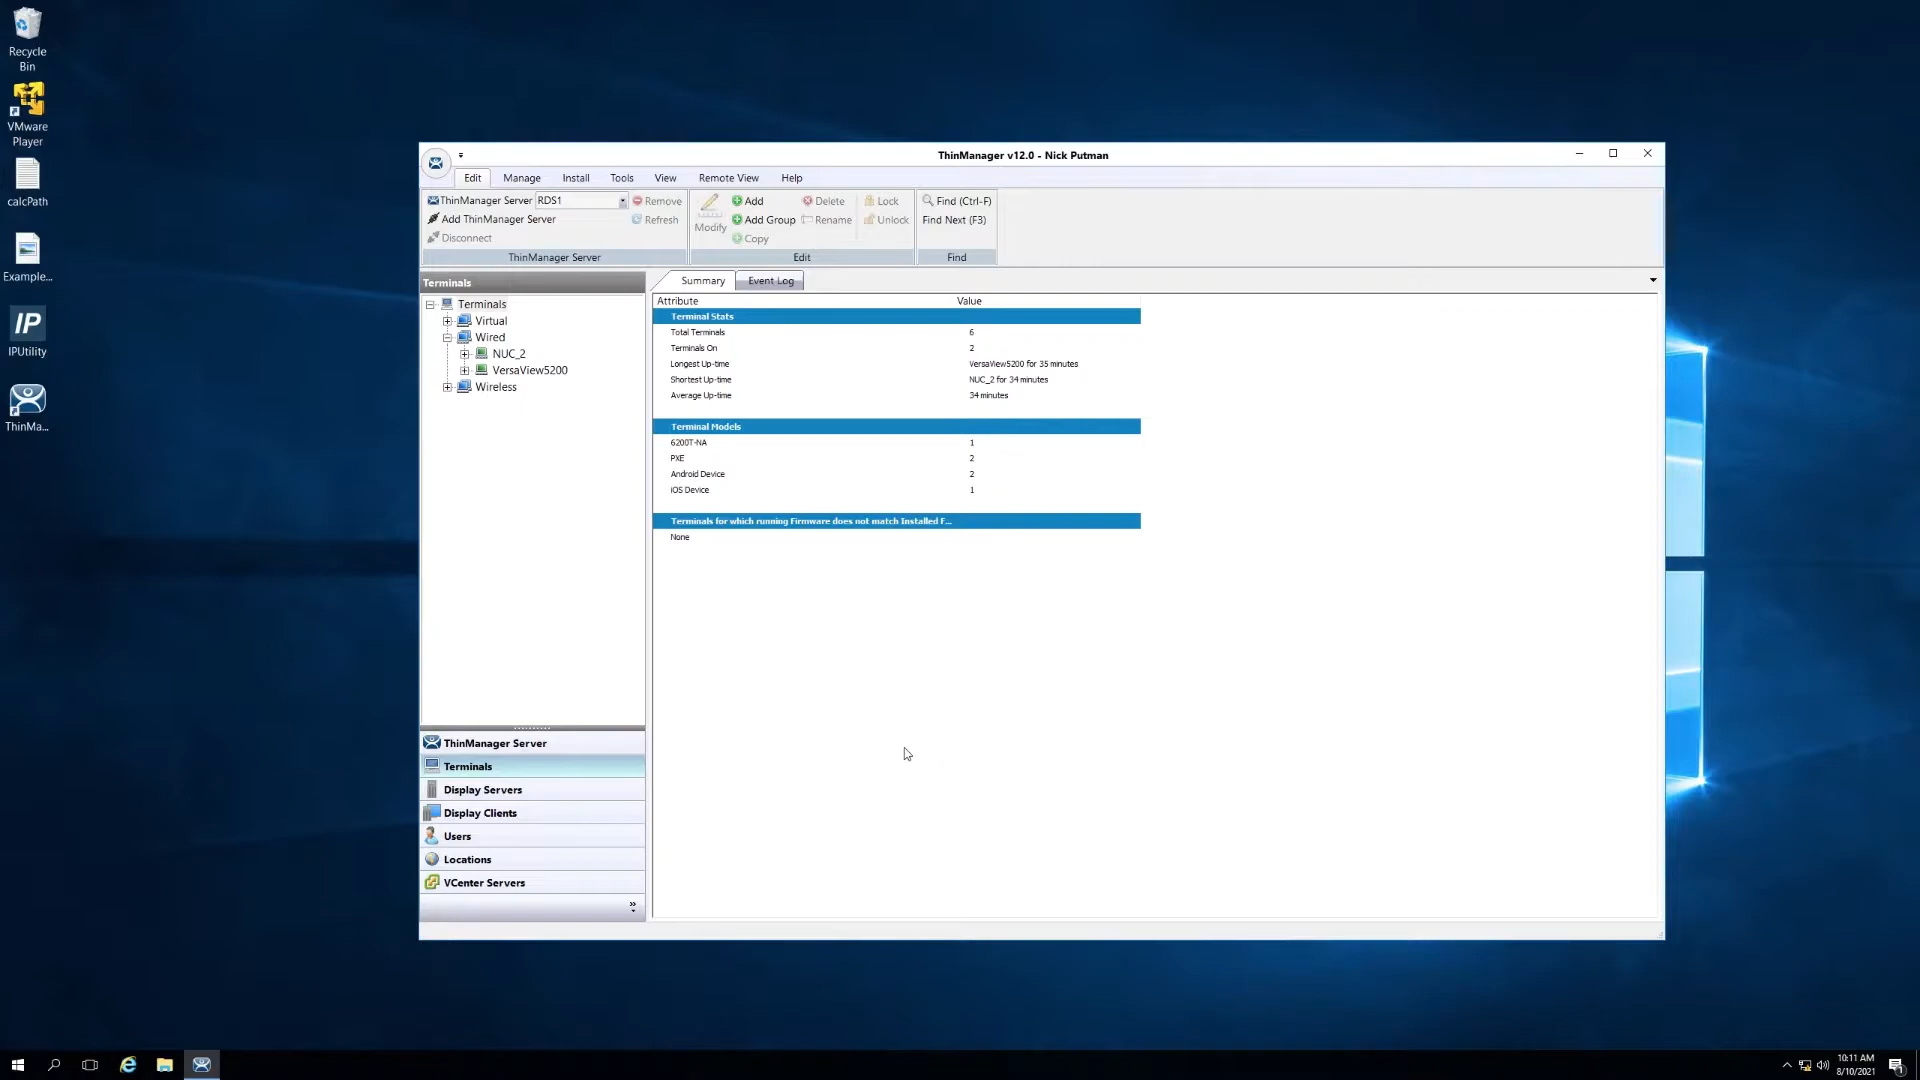 Recycle
Bin
VMware
Player
calcPath
Example...
IP
IPUtility
ThinMa...
ThinManager v12.0 - Nick Putman
Edit
Manage
Install
Tools
View
Remote View
Help
ThinManager Server
RDS1
Remove
Add ThinManager Server
Refresh
Disconnect
ThinManager Server
Modify
Add
Delete
Lock
Add Group
Rename
Unlock
Copy
Edit
Find (Ctrl-F)
Find Next (F3)
Find
Terminals
Terminals
Virtual
Wired
NUC_2
VersaView5200
Wireless
ThinManager Server
Terminals
Display Servers
Display Clients
Users
Locations
VCenter Servers
Summary
Event Log
Attribute Value
Terminal Stats
Total Terminals 6
Terminals On 2
Longest Up-time VersaView5200 for 35 minutes
Shortest Up-time NUC_2 for 34 minutes
Average Up-time 34 minutes
Terminal Models
6200T-NA 1
PXE 2
Android Device 2
iOS Device 1
Terminals for which running Firmware does not match Installed F...
None
10:11 AM
8/10/2021